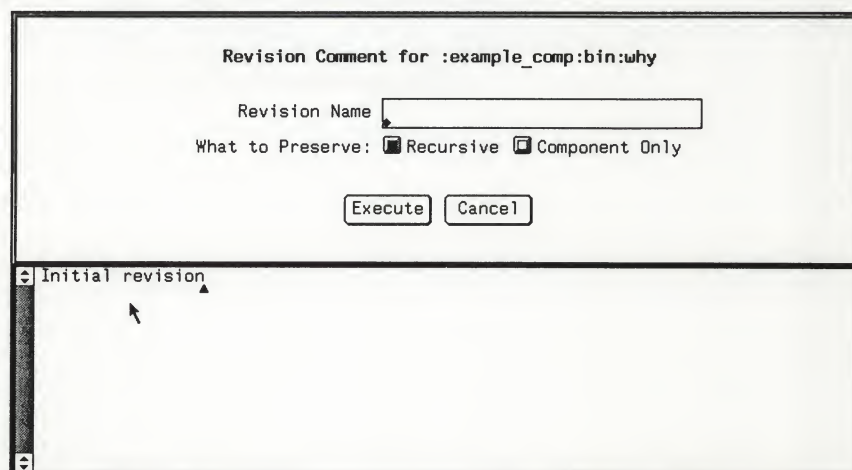 Revision Comment for :example_comp:bin:why
Revision Name
What to Preserve: Recursive Component Only
Execute Cancel
Initial revision